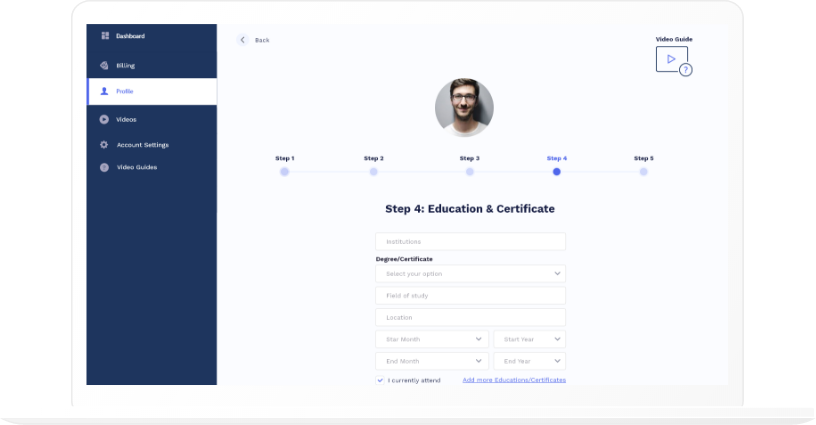 Dashboard
Billing
Profile
Videos
Account Settings
Video Guides
Back
Video Guide
?
Step 1 Step 2 Step 3 Step 4 Step 5
Step 4: Education & Certificate
Institutions
Degree/Certificate
Select your option
Field of study
Location
Star Month Start Year
End Month End Year
I currently attend Add more Educations/Certificates